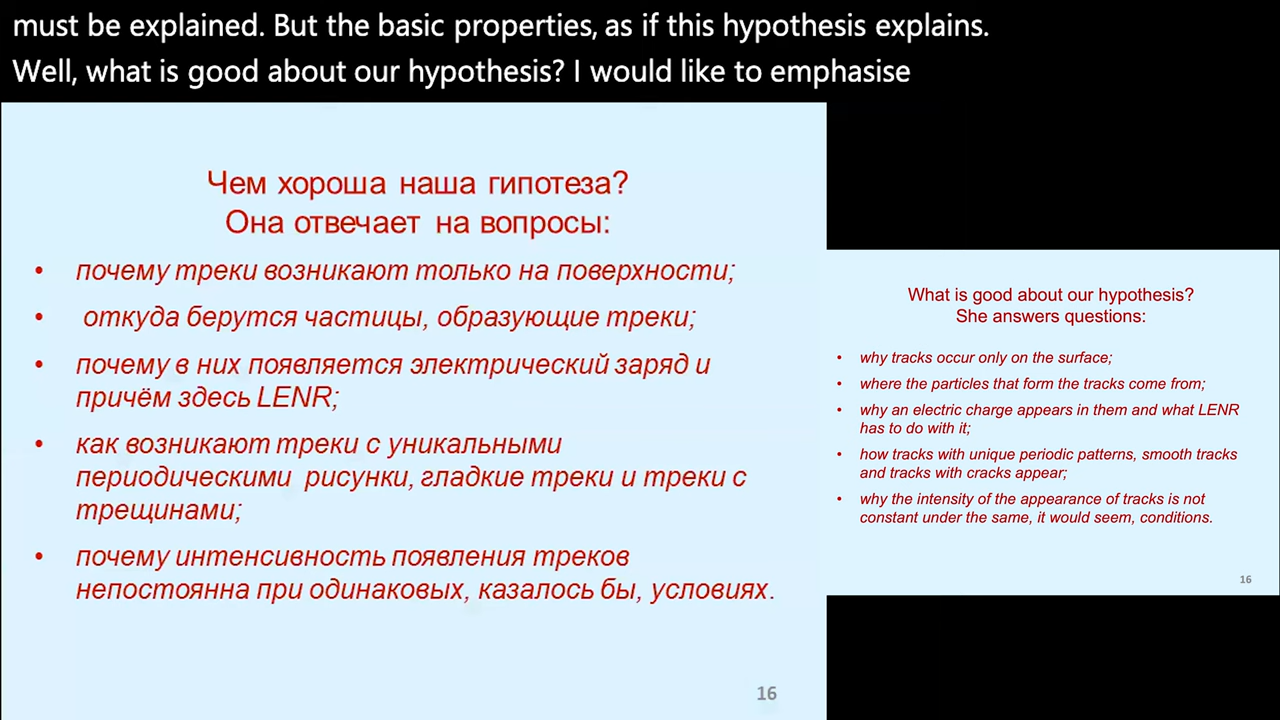 must be explained. But the basic properties, as if this hypothesis explains.
Well, what is good about our hypothesis? I would like to emphasise
Чем хороша наша гипотеза?
Она отвечает на вопросы:
• почему треки возникают только на поверхности;
• откуда берутся частицы, образующие треки;
• почему в них появляется электрический заряд и
причём здесь LENR;
• как возникают треки с уникальными
периодическими рисунки, гладкие треки и треки с
трещинами;
• почему интенсивность появления треков
непостоянна при одинаковых, казалось бы, условиях.
16
What is good about our hypothesis?
She answers questions:
• why tracks occur only on the surface;
• where the particles that form the tracks come from;
• why an electric charge appears in them and what LENR
has to do with it;
• how tracks with unique periodic patterns, smooth tracks
and tracks with cracks appear;
• why the intensity of the appearance of tracks is not
constant under the same, it would seem, conditions.
16